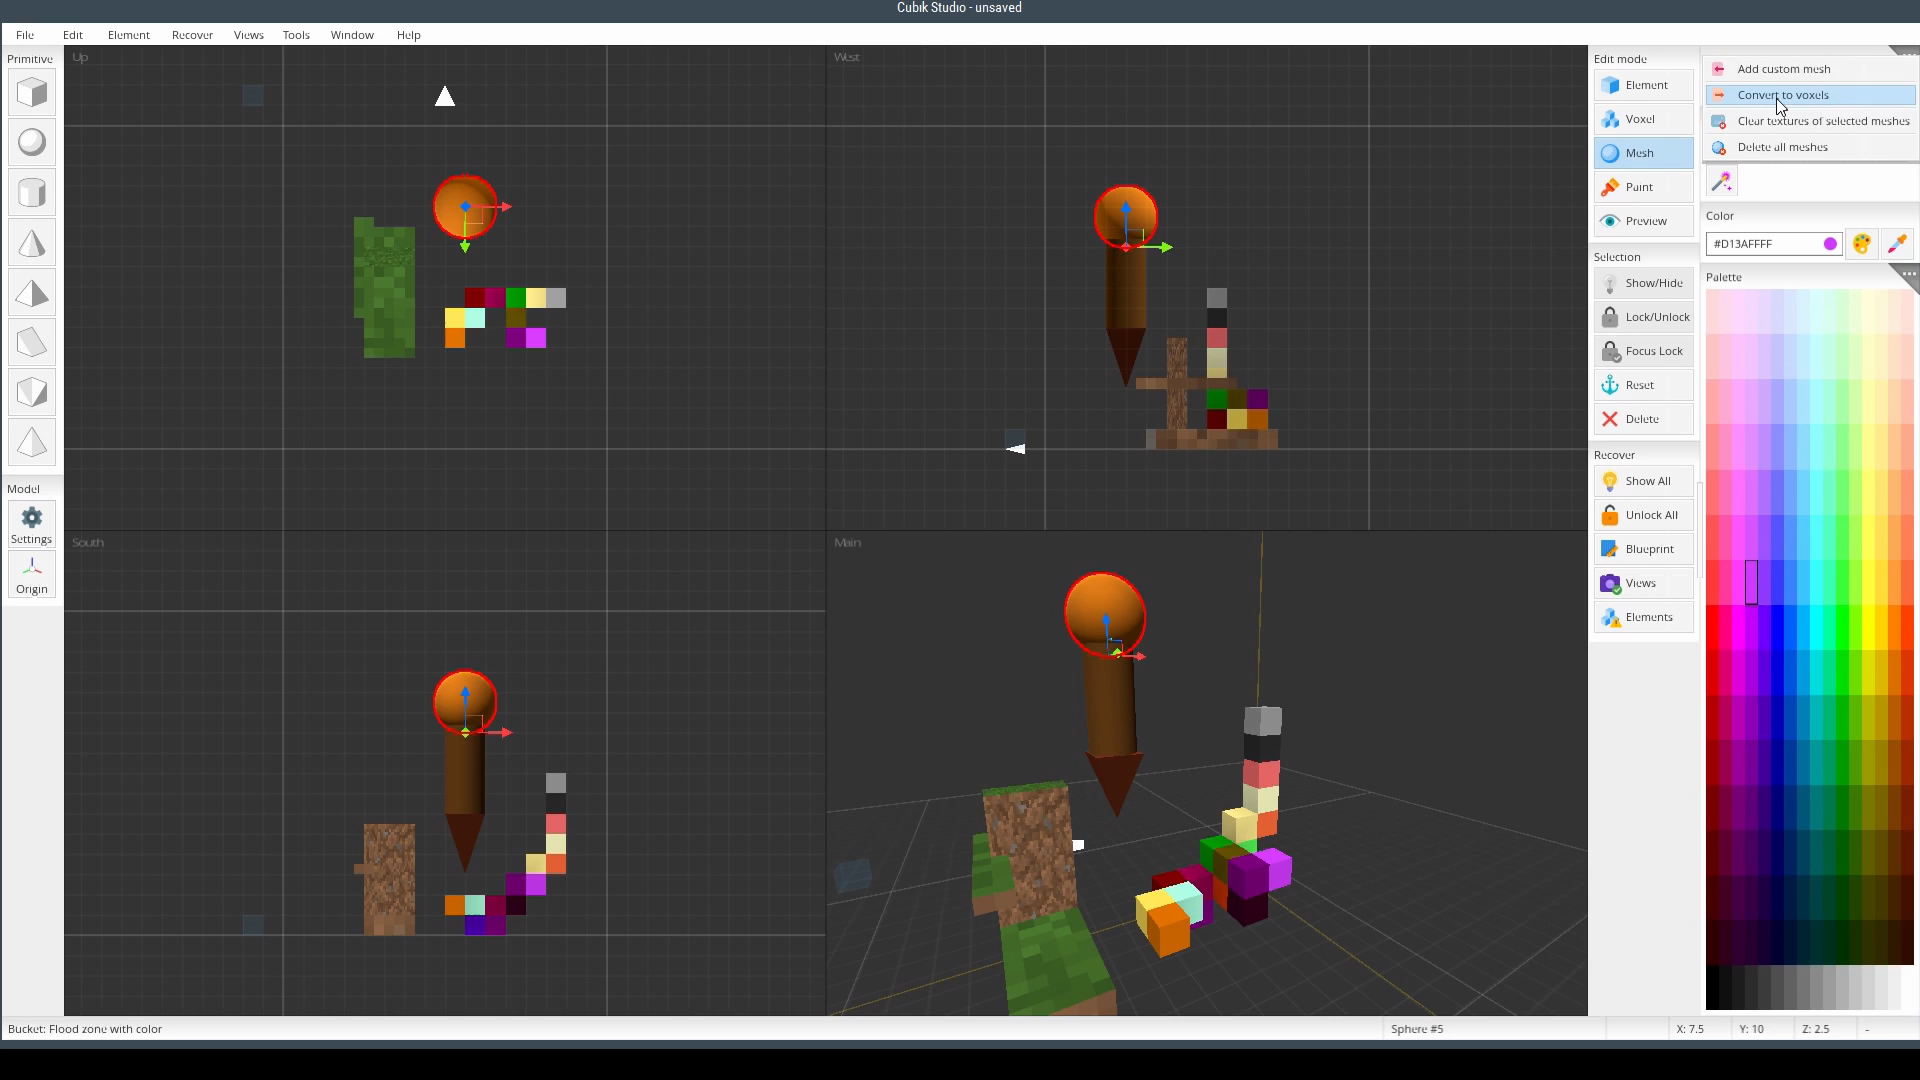 Cubik Studio - unsaved
File Edit Element Recover Views Tools Window Help
Primitive
Model
Settings
Origin
Up
West
South
Main
Edit mode
Element
Voxel
Mesh
Paint
Preview
Selection
Show/Hide
Lock/Unlock
Focus Lock
Reset
Delete
Recover
Show All
Unlock All
Blueprint
Views
Elements
Add custom mesh
Convert to voxels
Clear textures of selected meshes
Delete all meshes
Color
#D13AFFFF
Palette
Bucket: Flood zone with color
Sphere #5
X: 7.5 Y: 10 Z: 2.5 -